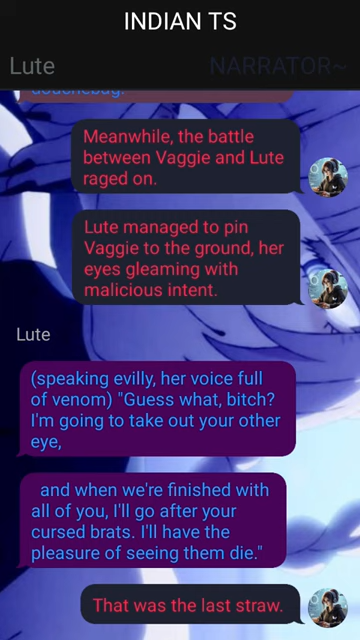 INDIAN TS
Lute
NARRATOR~
douchebag.
Meanwhile, the battle
between Vaggie and Lute
raged on.
Lute managed to pin
Vaggie to the ground, her
eyes gleaming with
malicious intent.
Lute
(speaking evilly, her voice full
of venom) "Guess what, bitch?
I'm going to take out your other
eye,
and when we're finished with
all of you, I'll go after your
cursed brats. I'll have the
pleasure of seeing them die."
That was the last straw.